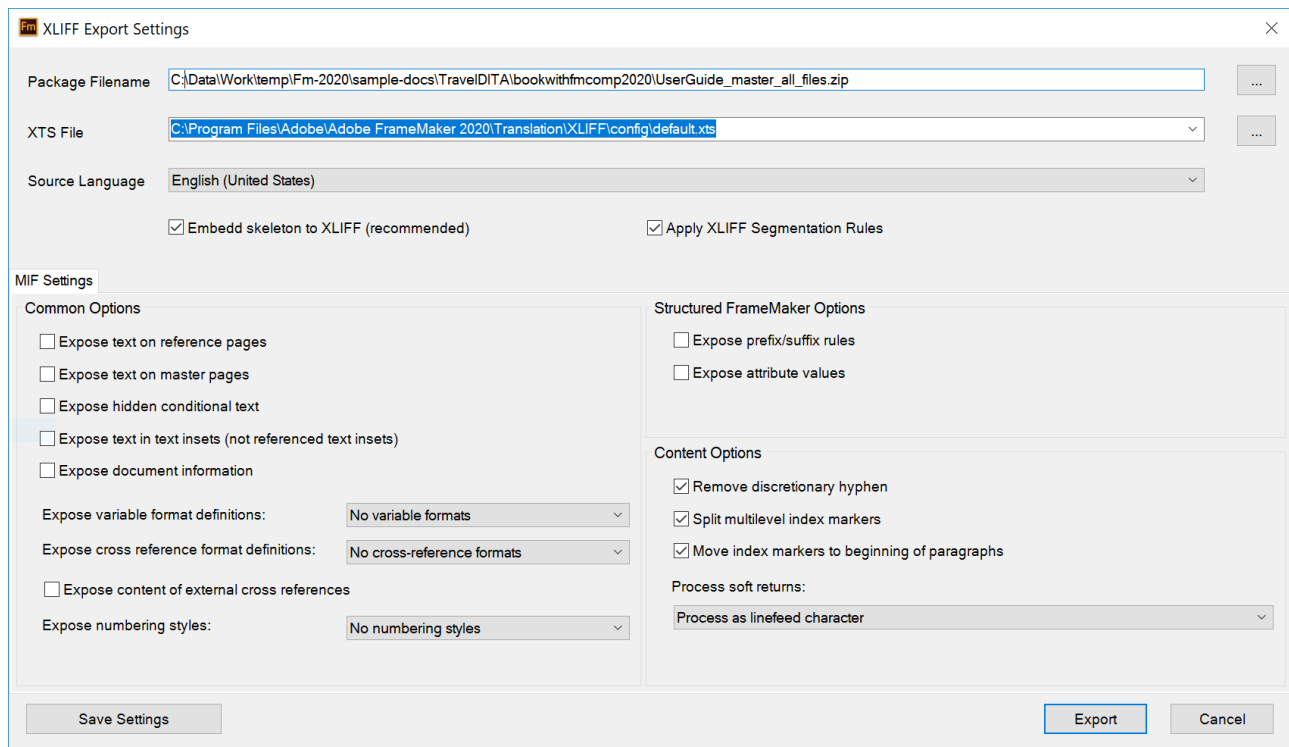 Fm XLIFF Export Settings
Package Filename C:\Data\Work\temp\Fm-2020\sample-docs\TravelDITA\bookwithfmcomp2020\UserGuide_master_all_files.zip ...
XTS File C:\Program Files\Adobe\Adobe FrameMaker 2020\Translation\XLIFF\config\default.xts ...
Source Language English (United States)
Embedd skeleton to XLIFF (recommended) Apply XLIFF Segmentation Rules
MIF Settings
Common Options
Expose text on reference pages
Expose text on master pages
Expose hidden conditional text
Expose text in text insets (not referenced text insets)
Expose document information
Expose variable format definitions: No variable formats
Expose cross reference format definitions: No cross-reference formats
Expose content of external cross references
Expose numbering styles: No numbering styles
Structured FrameMaker Options
Expose prefix/suffix rules
Expose attribute values
Content Options
Remove discretionary hyphen
Split multilevel index markers
Move index markers to beginning of paragraphs
Process soft returns:
Process as linefeed character
Save Settings Export Cancel